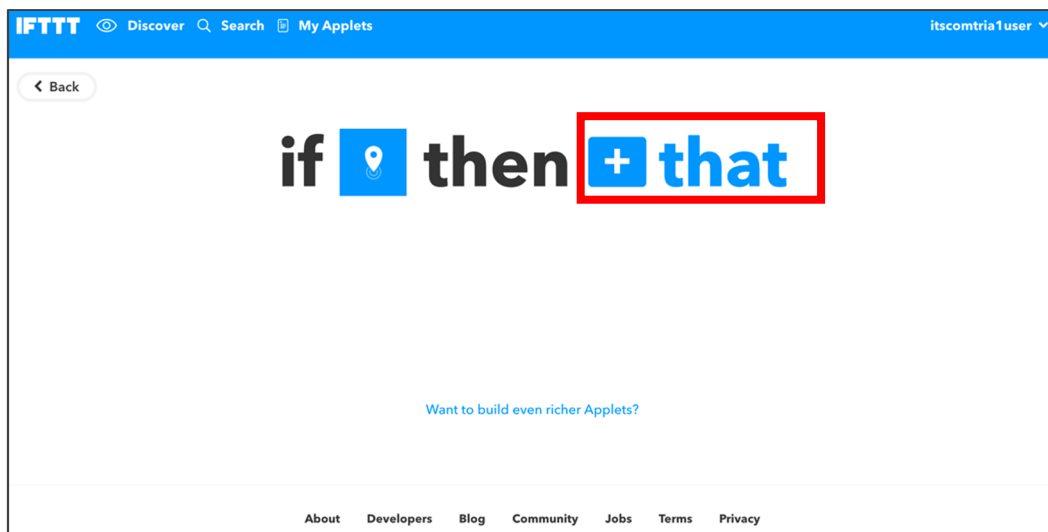 IFTTT Discover Search My Applets itscomtria1user
Back
if then + that
Want to build even richer Applets?
About Developers Blog Community Jobs Terms Privacy